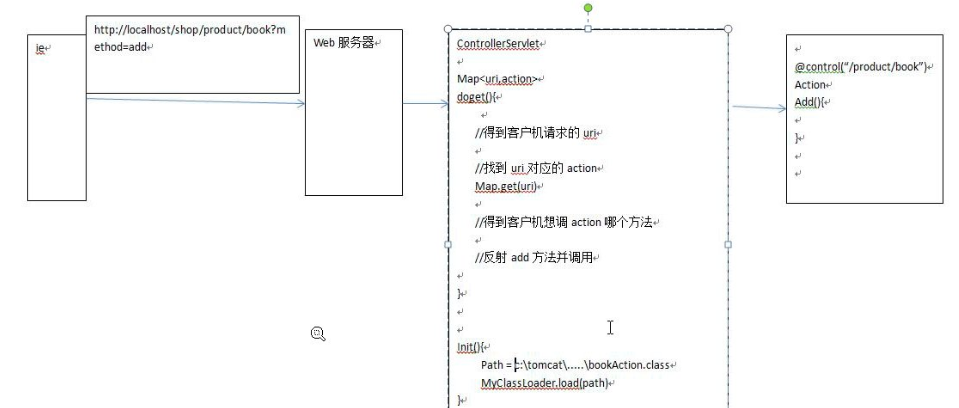 ie
http://localhost/shop/product/book?m
ethod=add
Web 服务器
ControllerServlet
Map<uri,action>
doget(){
//得到客户机请求的 uri
//找到 uri 对应的 action
Map.get(uri)
//得到客户机想调 action 哪个方法
//反射 add 方法并调用
}
Init(){
Path = c:\tomcat\.....\bookAction.class
MyClassLoader.load(path)
}
@control(“/product/book”)
Action
Add(){
}